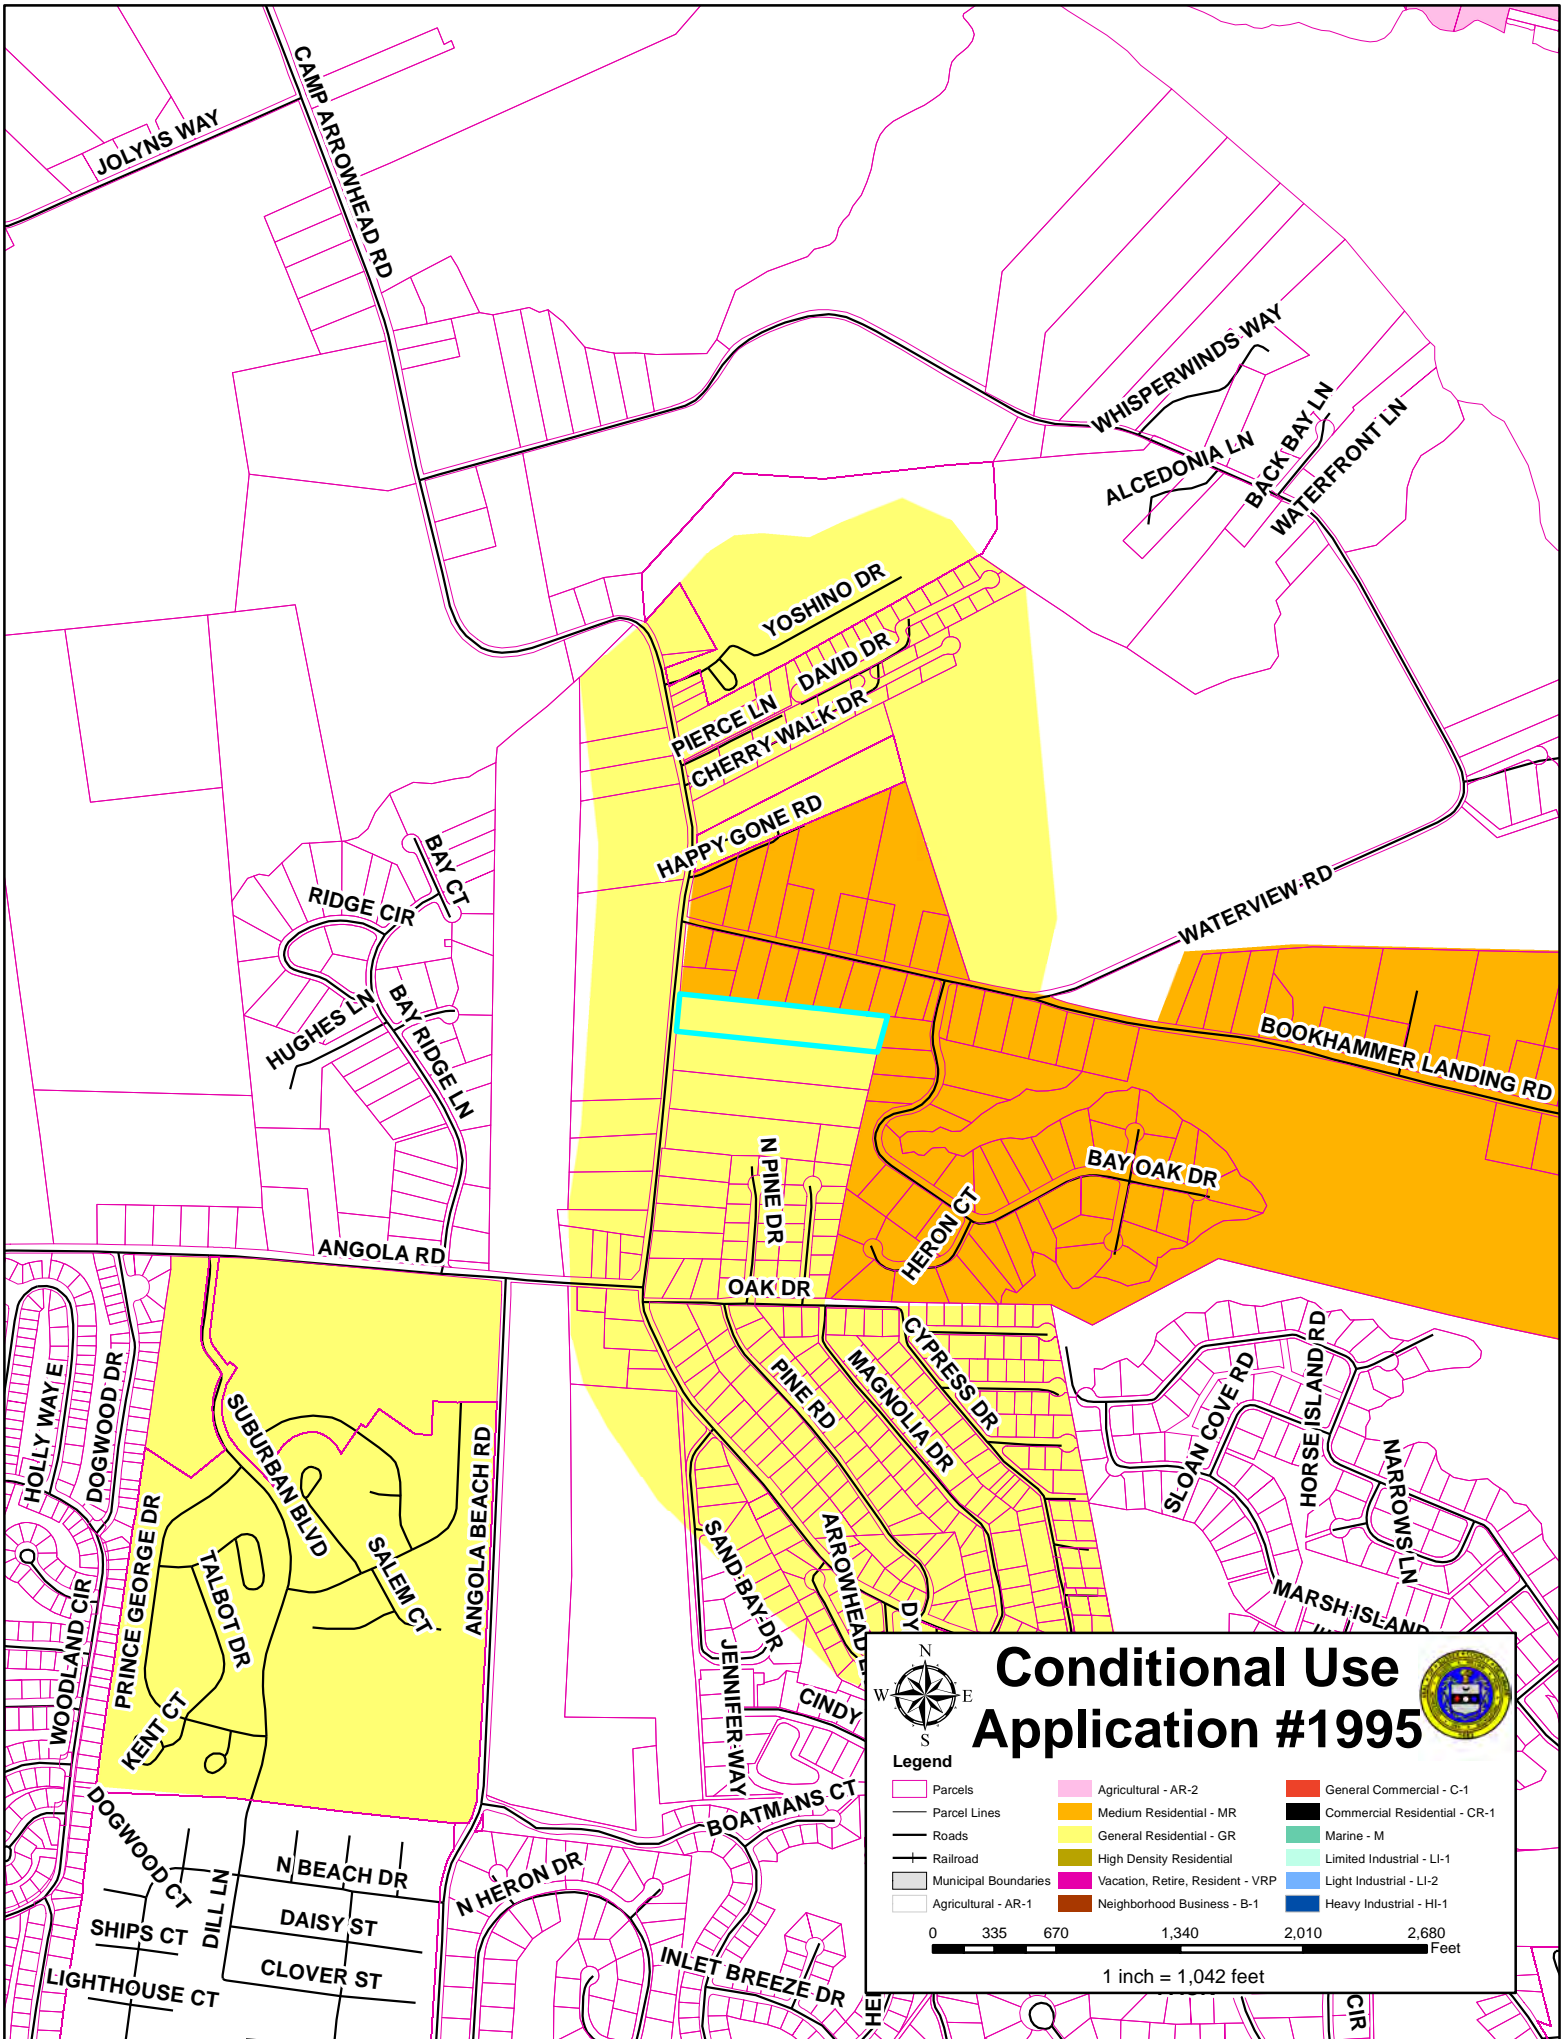 CAMP ARROWHEAD RD
JOLYNS WAY
WHISPERWINDS WAY
BACK BAY LN
WATERFRONT LN
ALCEDONIA LN
YOSHINO DR
DAVID DR
PIERCE LN
CHERRY WALK DR
HAPPY GONE RD
BAY CT
RIDGE CIR
WATERVIEW RD
HUGHES LN
BAY RIDGE LN
BOOKHAMMER LANDING RD
N PINE DR
BAY OAK DR
HERON CT
ANGOLA RD
OAK DR
CYPRESS DR
PINE RD
MAGNOLIA DR
HOLLY WAY E
DOGWOOD DR
SUBURBAN BLVD
ANGOLA BEACH RD
SLOAN COVE RD
HORSE ISLAND RD
NARROWS LN
PRINCE GEORGE DR
TALBOT DR
SALEM CT
SAND BAY DR
ARROWHEAD
DY
MARSH ISLAND
WOODLAND CIR
KENT CT
JENNIFER WAY
CINDY
BOATMANS CT
DOGWOOD CT
DILL LN
N BEACH DR
N HERON DR
SHIPS CT
DAISY ST
LIGHTHOUSE CT
CLOVER ST
INLET BREEZE DR
HE
CIR
N
W E
S
Conditional Use
Application #1995
Legend
Parcels
Parcel Lines
Roads
Railroad
Municipal Boundaries
Agricultural - AR-1
Agricultural - AR-2
Medium Residential - MR
General Residential - GR
High Density Residential
Vacation, Retire, Resident - VRP
Neighborhood Business - B-1
General Commercial - C-1
Commercial Residential - CR-1
Marine - M
Limited Industrial - LI-1
Light Industrial - LI-2
Heavy Industrial - HI-1
0 335 670 1,340 2,010 2,680
Feet
1 inch = 1,042 feet